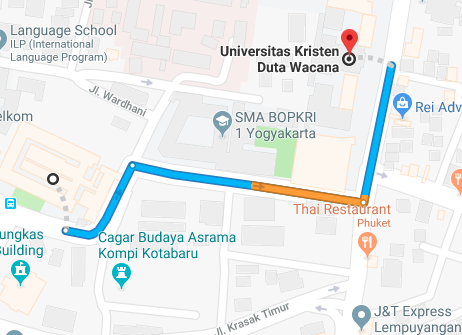 Language School
ILP (International
Language Program)
Universitas Kristen
Duta Wacana
Jl. Wardhani
Rei Adv
elkom
SMA BOPKRI
1 Yogyakarta
Thai Restaurant
Phuket
ungkas
Building
Cagar Budaya Asrama
Kompi Kotabaru
Jl. Krasak Timur
J&T Express
Lempuyangan